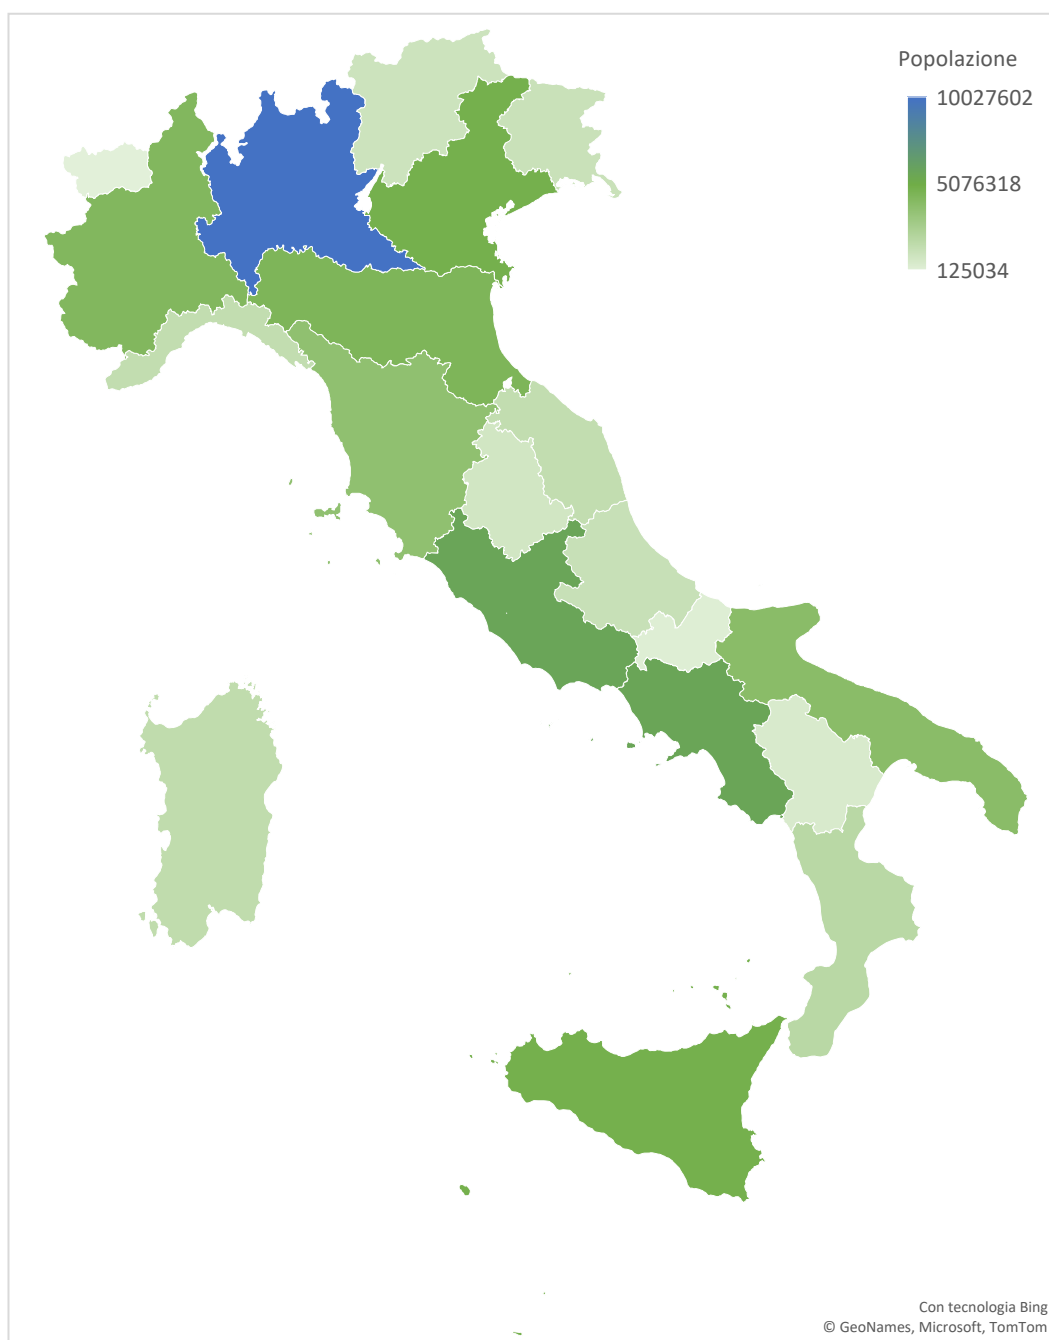 Popolazione
10027602
5076318
125034
Con tecnologia Bing
© GeoNames, Microsoft, TomTom